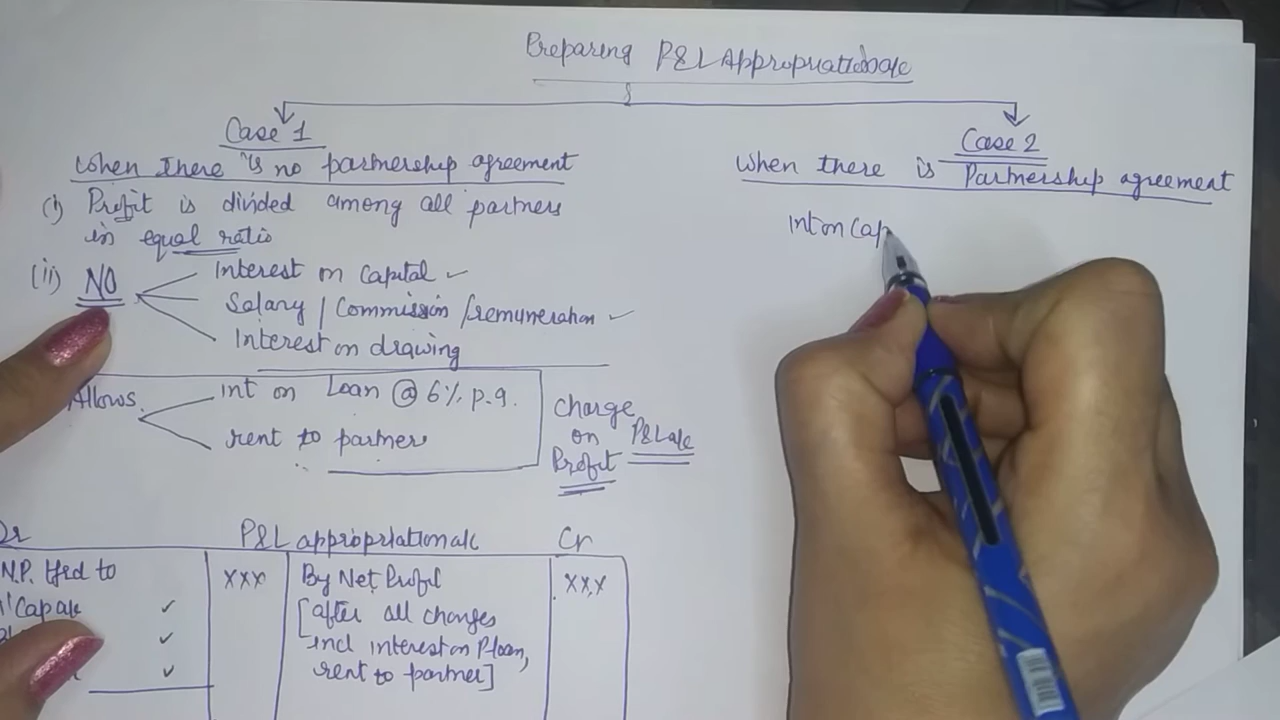 Preparing P&L Appropriation a/c
Case 1
When there is no partnership agreement
(i) Profit is divided among all partners
in equal ratio
(ii) NO
Interest on capital ✓
Salary / Commission /remuneration ✓
Interest on drawing
Allows
int on Loan @ 6% p.a.
rent to partner
Charge
on P&L a/c
Profit
Dr P&L appropriation a/c Cr
N.P. tfed to xxx By Net Profit xxx
Cap a/c ✓ [after all charges
✓ incl interest on P loan,
✓ rent to partner]
Case 2
When there is Partnership agreement
Int on Cap